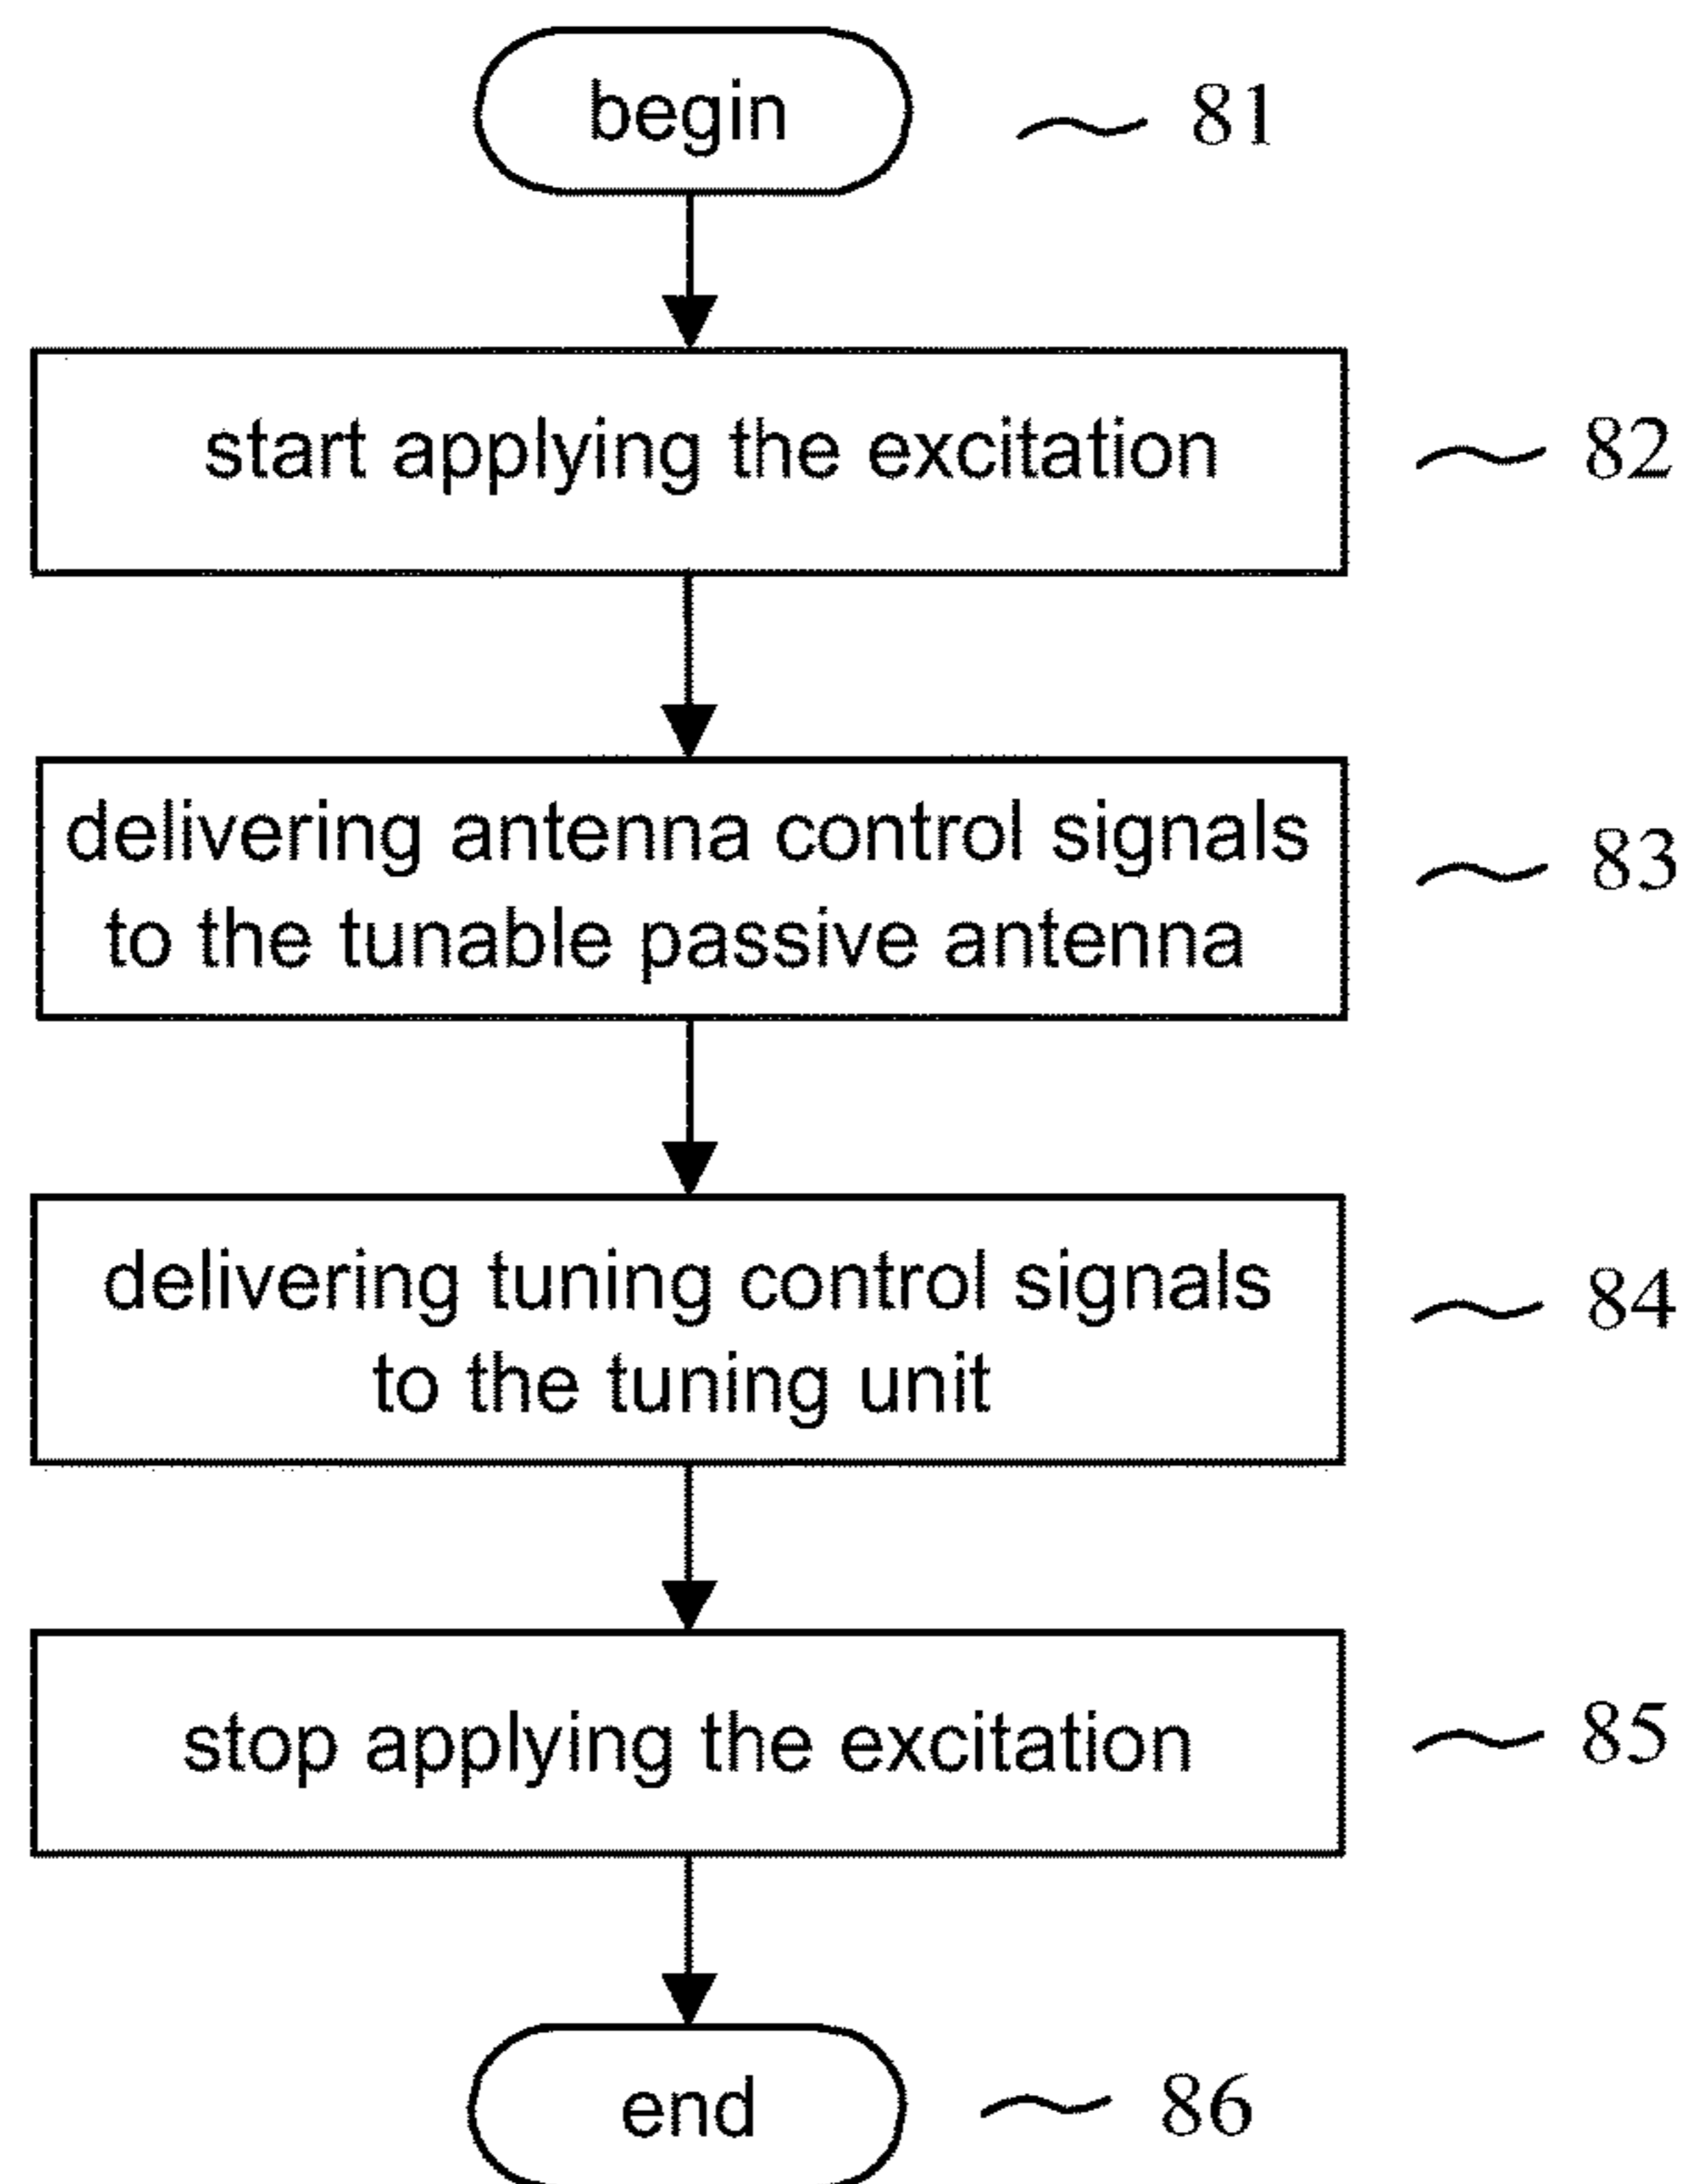 begin
81
start applying the excitation
82
delivering antenna control signals
to the tunable passive antenna
83
delivering tuning control signals
to the tuning unit
84
stop applying the excitation
85
end
86